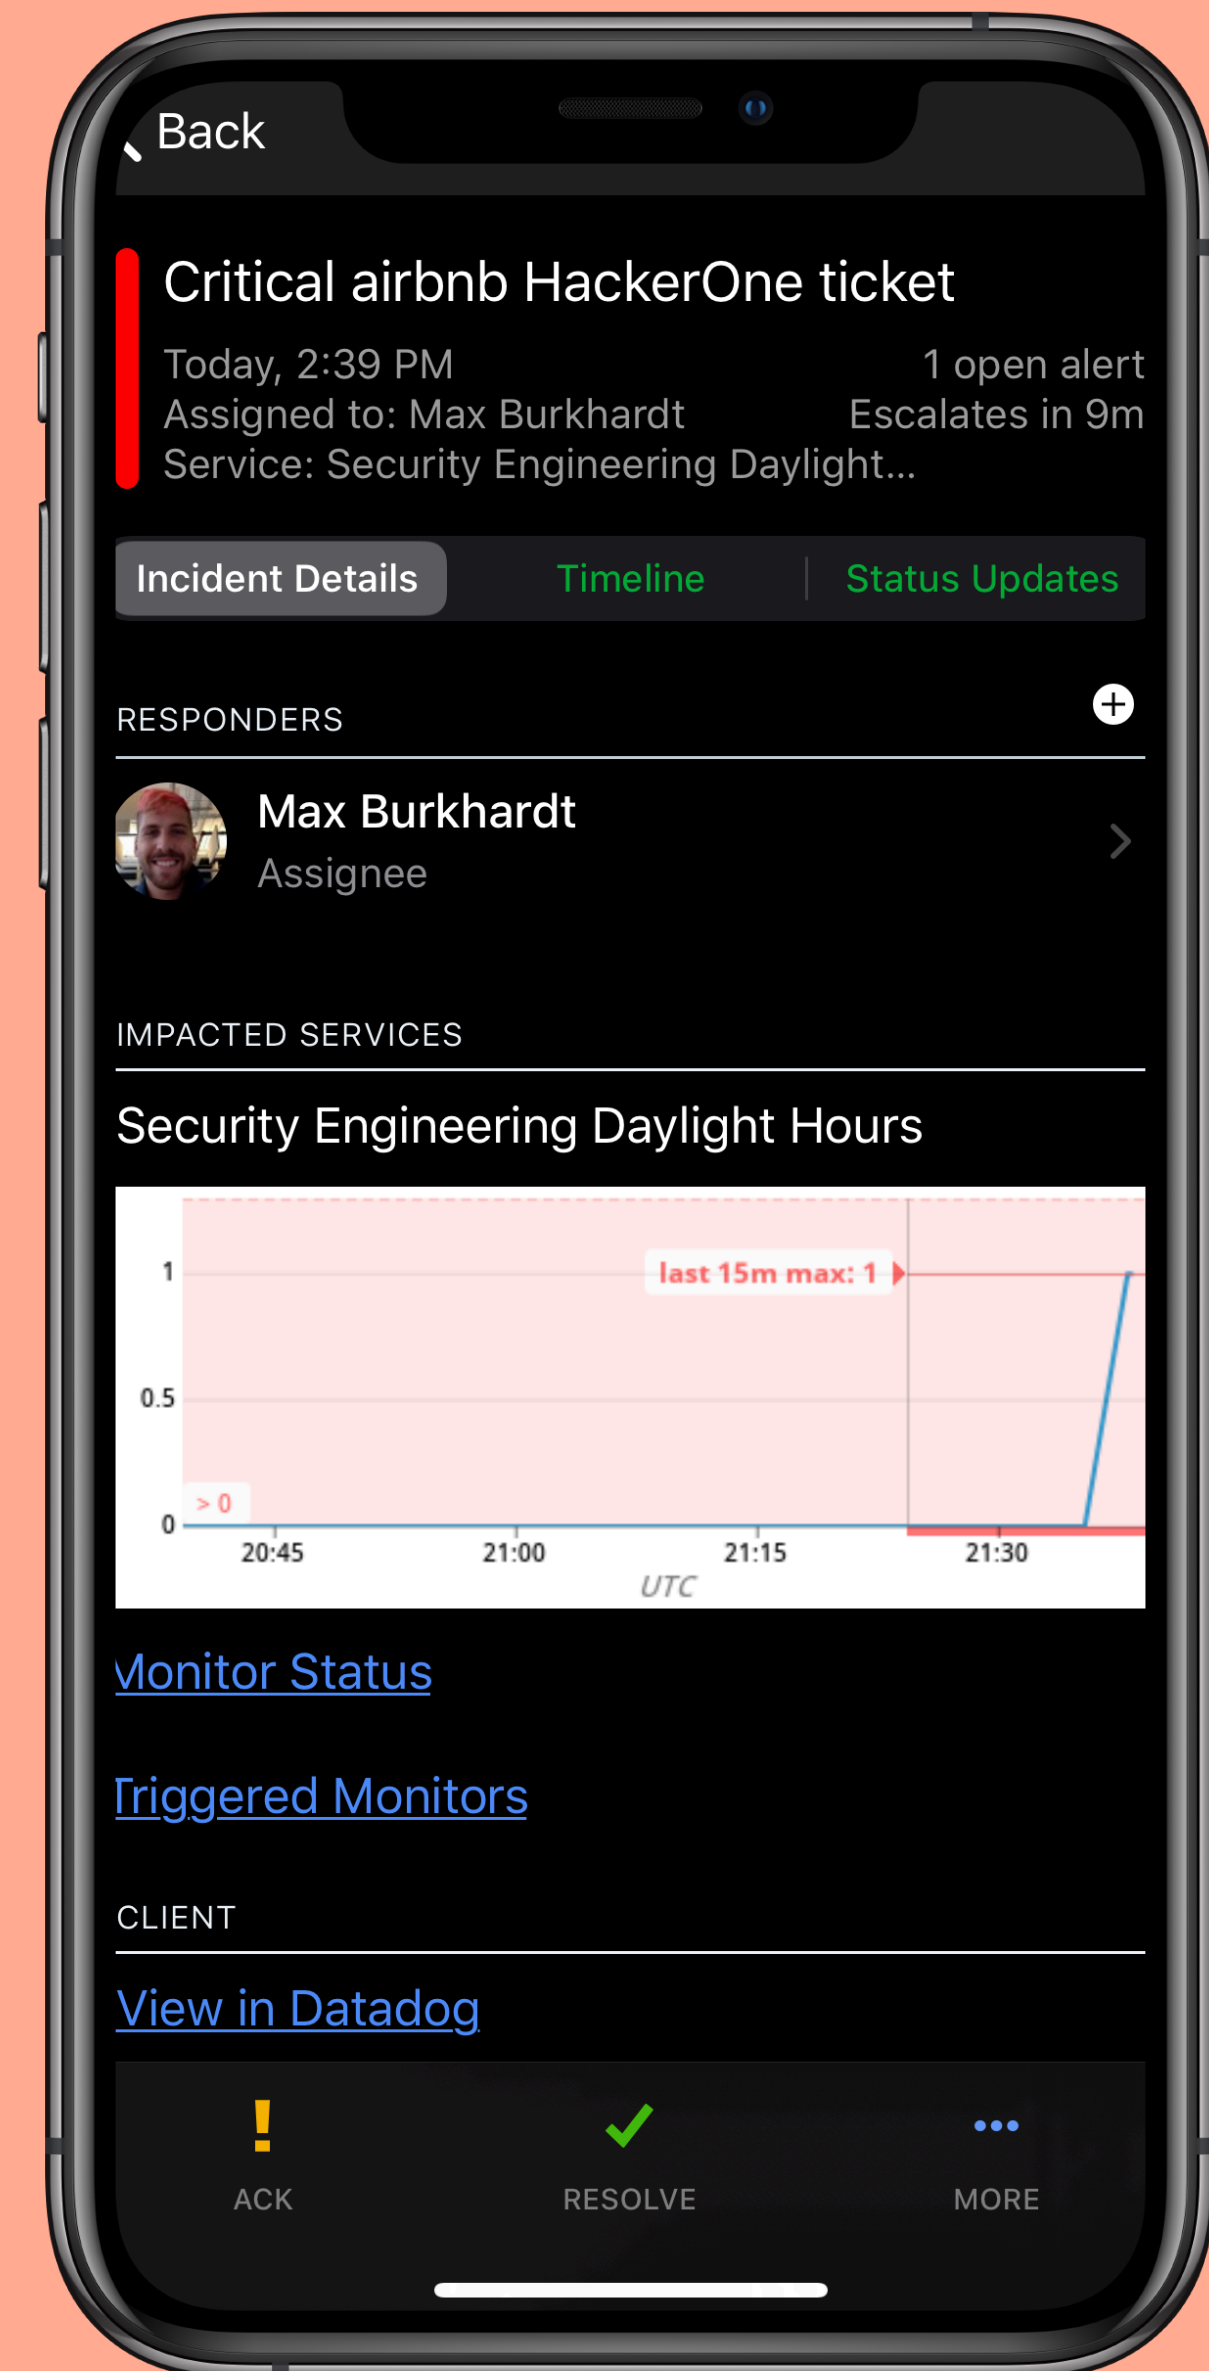 Back
Critical airbnb HackerOne ticket
Today, 2:39 PM
1 open alert
Assigned to: Max Burkhardt
Escalates in 9m
Service: Security Engineering Daylight...
Incident Details
Timeline
Status Updates
RESPONDERS
Max Burkhardt
Assignee
IMPACTED SERVICES
Security Engineering Daylight Hours
1
last 15m max: 1
0.5
> 0
0
20:45
21:00
21:15
21:30
UTC
Monitor Status
Triggered Monitors
CLIENT
View in Datadog
ACK
RESOLVE
MORE